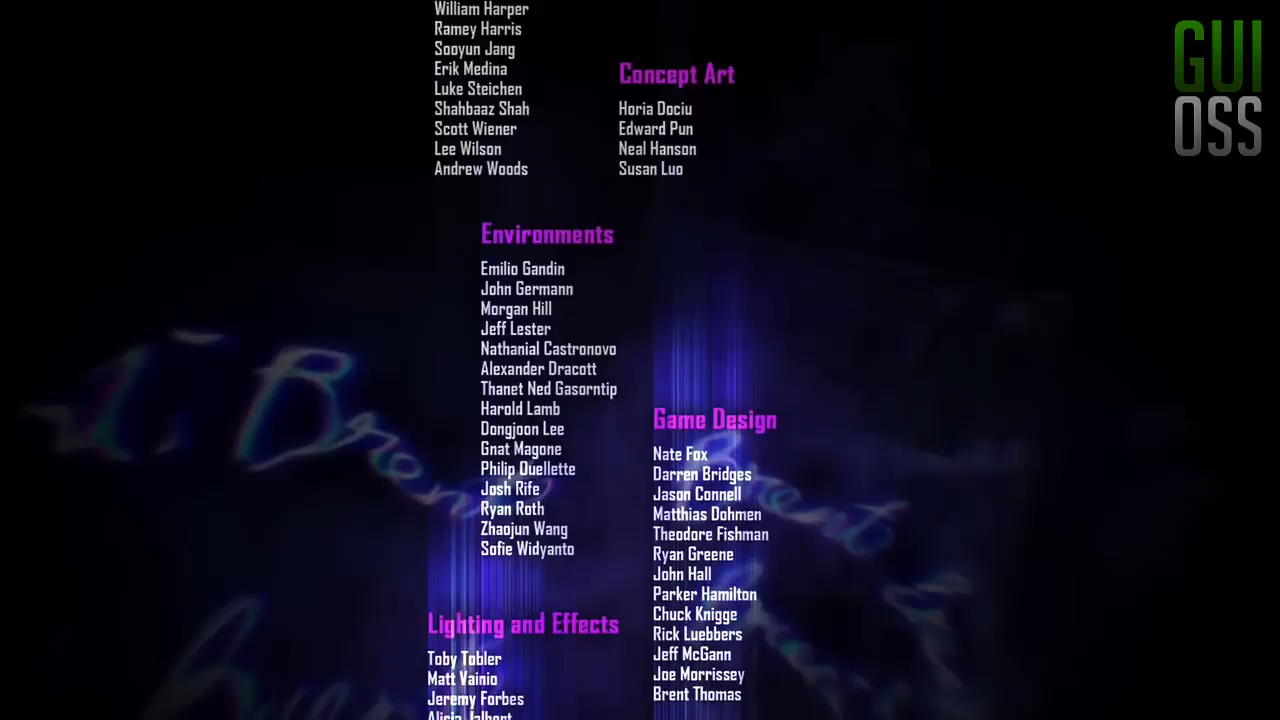 William Harper
Ramey Harris
Sooyun Jang
Erik Medina
Luke Steichen
Shahbaaz Shah
Scott Wiener
Lee Wilson
Andrew Woods
Concept Art
Horia Dociu
Edward Pun
Neal Hanson
Susan Luo
GUI
OSS
Environments
Emilio Gandin
John Germann
Morgan Hill
Jeff Lester
Nathanial Castronovo
Alexander Dracott
Thanet Ned Gasorntip
Harold Lamb
Dongjoon Lee
Gnat Magone
Philip Ouellette
Josh Rife
Ryan Roth
Zhaojun Wang
Sofie Widyanto
Game Design
Nate Fox
Darren Bridges
Jason Connell
Matthias Dohmen
Theodore Fishman
Ryan Greene
John Hall
Parker Hamilton
Chuck Knigge
Rick Luebbers
Jeff McGann
Joe Morrissey
Brent Thomas
Lighting and Effects
Toby Tobler
Matt Vainio
Jeremy Forbes
Alicia Jalbert